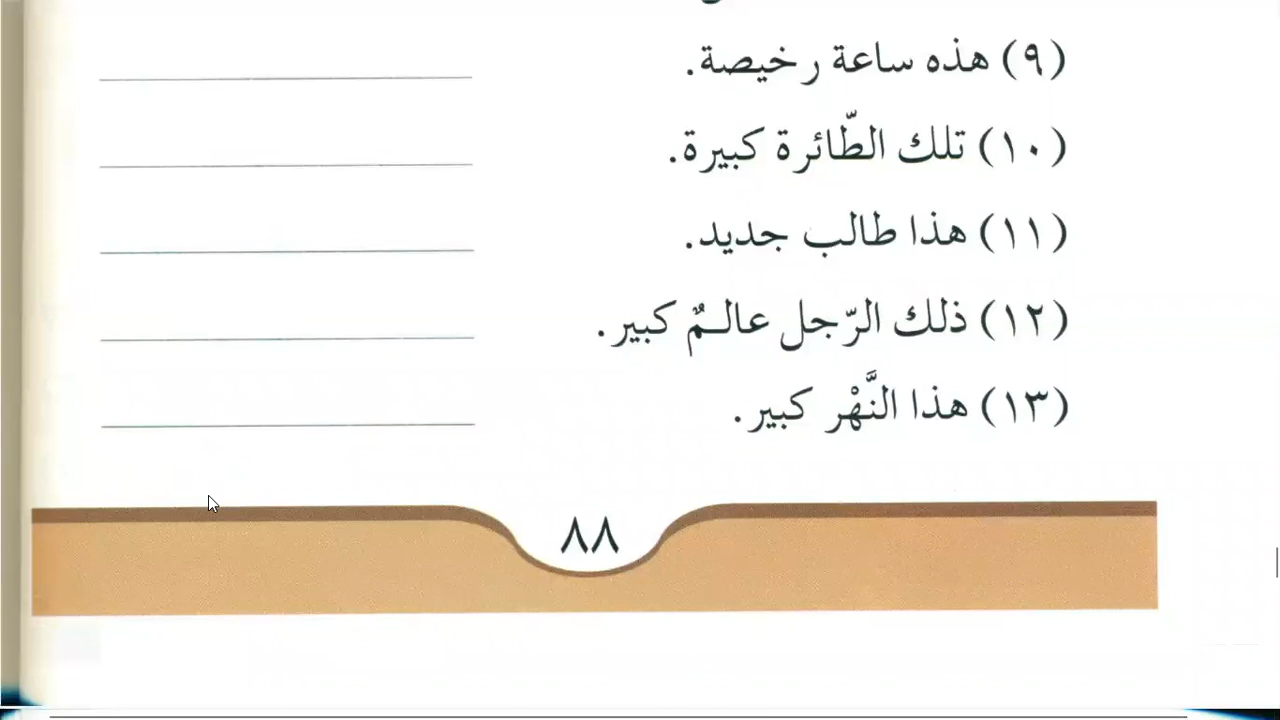 (٩) هذه ساعة رخيصة.
(١٠) تلك الطّائرة كبيرة.
(١١) هذا طالب جديد.
(١٢) ذلك الرّجل عالـمٌ كبير.
(١٣) هذا النَّهْر كبير.
٨٨